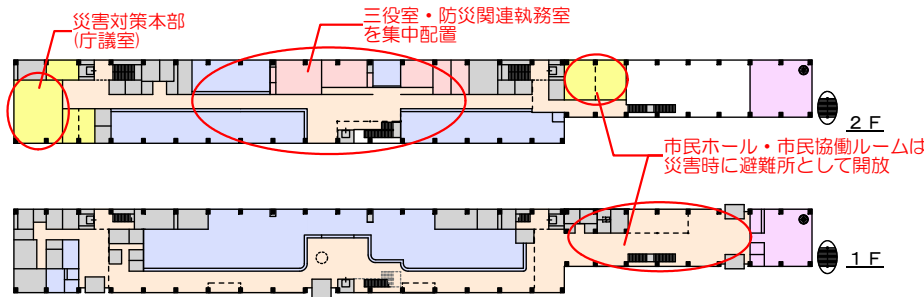 災害対策本部
(庁議室)
三役室・防災関連執務室
を集中配置
2F
市民ホール・市民協働ルームは
災害時に避難所として開放
1F